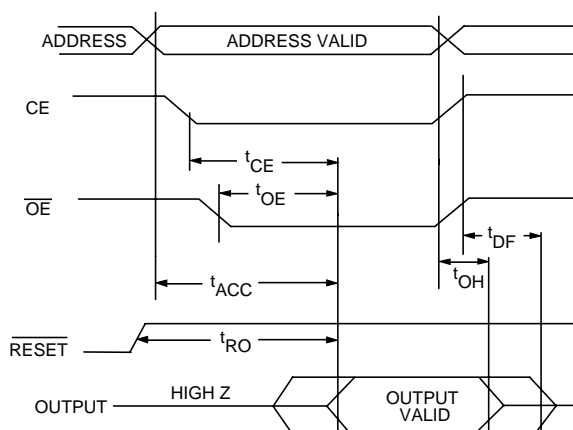 ADDRESS
ADDRESS VALID
CE
tCE
tOE
OE
tDF
tOH
tACC
RESET
tRO
HIGH Z
OUTPUT
OUTPUT
VALID